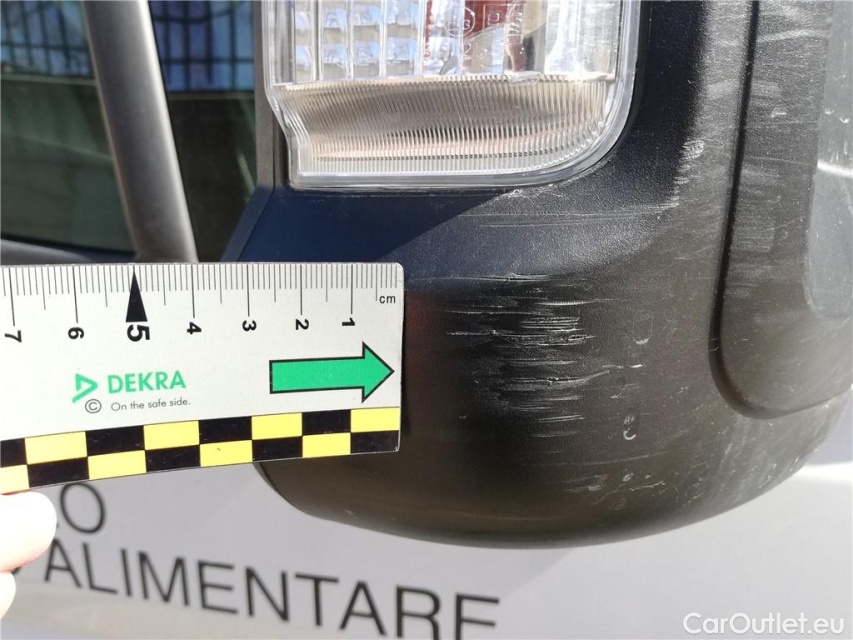 cm
7 6 5 4 3 2 1
DEKRA
© On the safe side.
O
ALIMENTARE
CarOutlet.eu